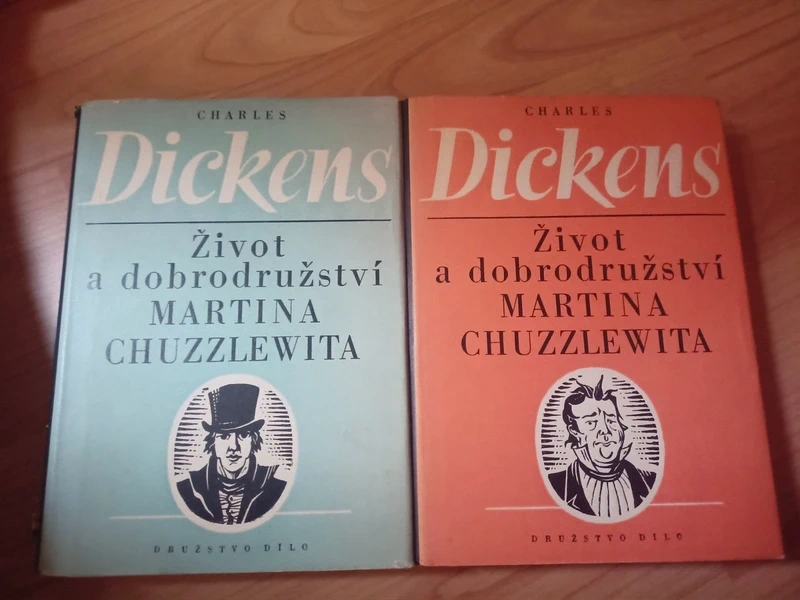 CHARLES
Dickens
Život
a dobrodružství
MARTINA
CHUZZLEWITA
DRUŽSTVO DÍLO
CHARLES
Dickens
Život
a dobrodružství
MARTINA
CHUZZLEWITA
DRUŽSTVO DÍLO